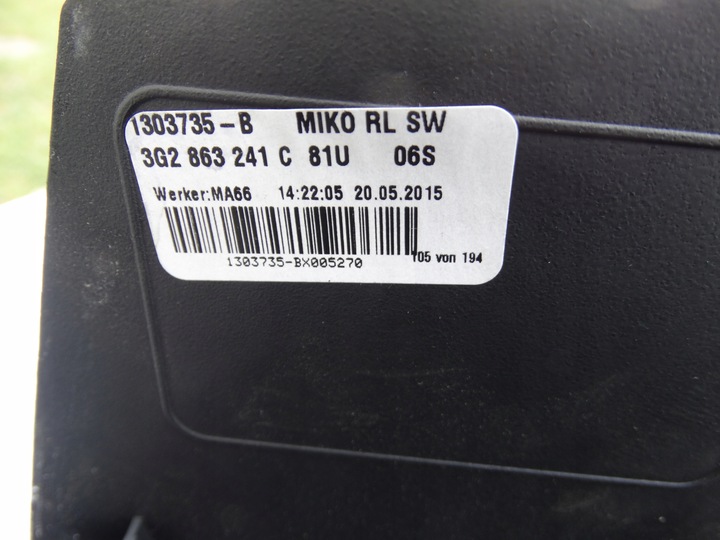 1303735-B MIKO RL SW
3G2 863 241 C 81U 06S
Werker:MA66 14:22:05 20.05.2015
1303735-BX005270
105 von 194